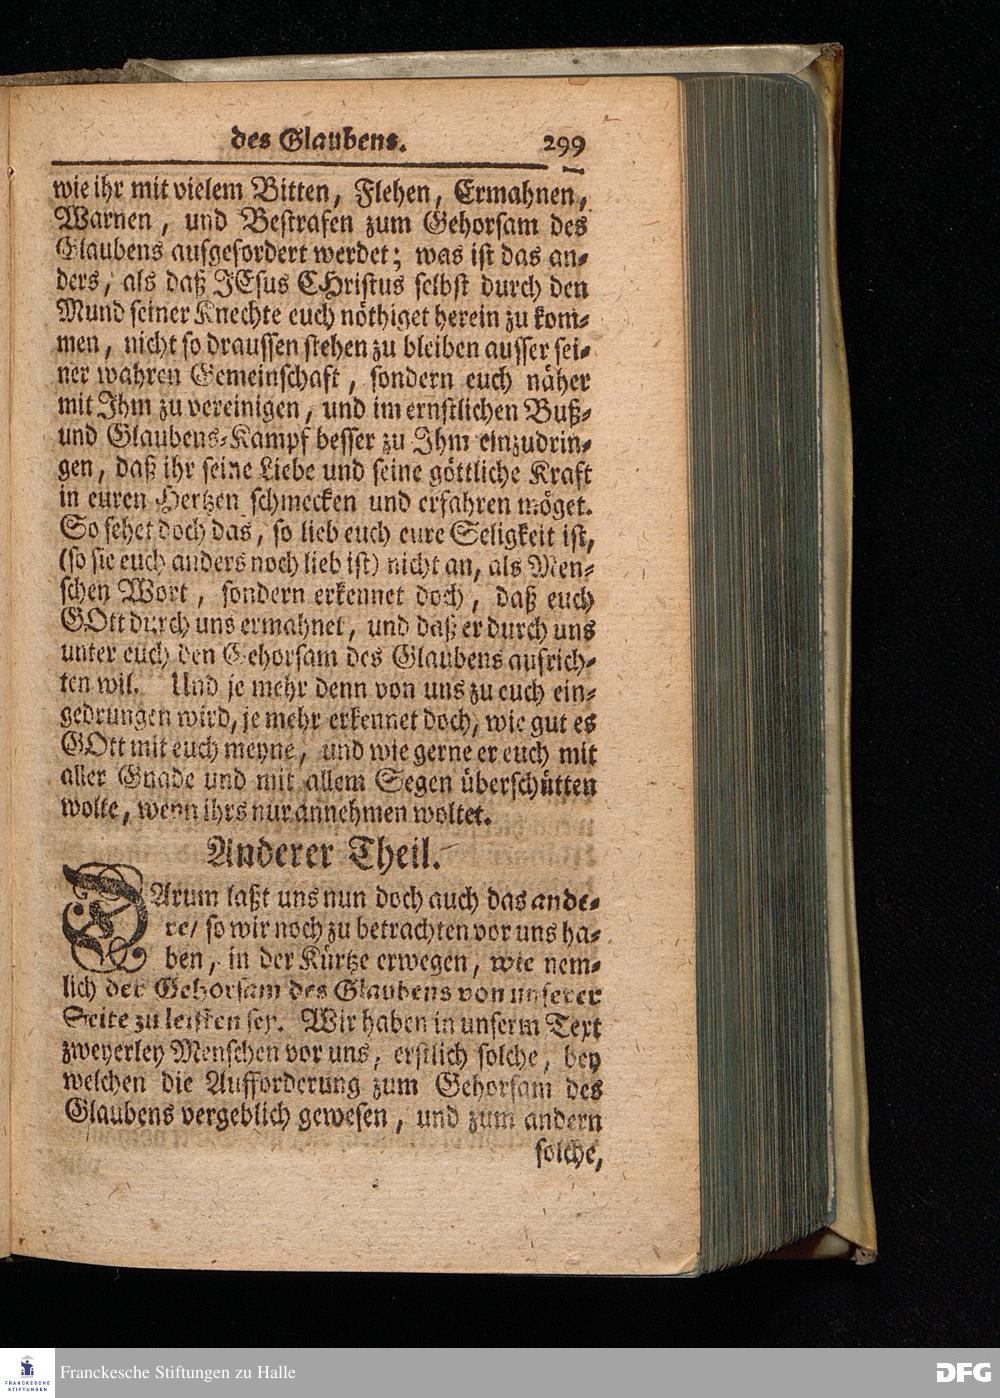 des Glaubens. 299
wie ihr mit vielem Bitten, Flehen, Ermahnen,
Warnen, und Bestrafen zum Gehorsam des
Glaubens aufgefordert werdet; was ist das an-
ders, als daß JEsus CHristus selbst durch den
Mund seiner Knechte euch nöthiget herein zu kom-
men, nicht so draussen stehen zu bleiben ausser sei-
ner wahren Gemeinschaft, sondern euch näher
mit Ihm zu vereinigen, und im ernstlichen Buß-
und Glaubens-Kampf besser zu Ihm einzudrin-
gen, daß ihr seine Liebe und seine göttliche Kraft
in euren Hertzen schmecken und erfahren möget.
So sehet doch das, so lieb euch eure Seligkeit ist,
(so sie euch anders noch lieb ist) nicht an, als Men-
schen Wort, sondern erkennet doch, daß euch
GOtt durch uns ermahnet, und daß er durch uns
unter euch den Gehorsam des Glaubens aufrich-
ten wil. Und je mehr denn von uns zu euch ein-
gedrungen wird, je mehr erkennet doch, wie gut es
GOtt mit euch meyne, und wie gerne er euch mit
aller Gnade und mit allem Segen überschütten
wolte, wenn ihrs nur annehmen woltet.
Anderer Theil.
DArum laßt uns nun doch auch das ande-
re/ so wir noch zu betrachten vor uns ha-
ben, in der Kürtze erwegen, wie nem-
lich der Gehorsam des Glaubens von unserer
Seite zu leisten sey. Wir haben in unserm Text
zweyerley Menschen vor uns, erstlich solche, bey
welchen die Aufforderung zum Gehorsam des
Glaubens vergeblich gewesen, und zum andern
solche,
FRANCKESCHE
STIFTUNGEN
Franckesche Stiftungen zu Halle
DFG